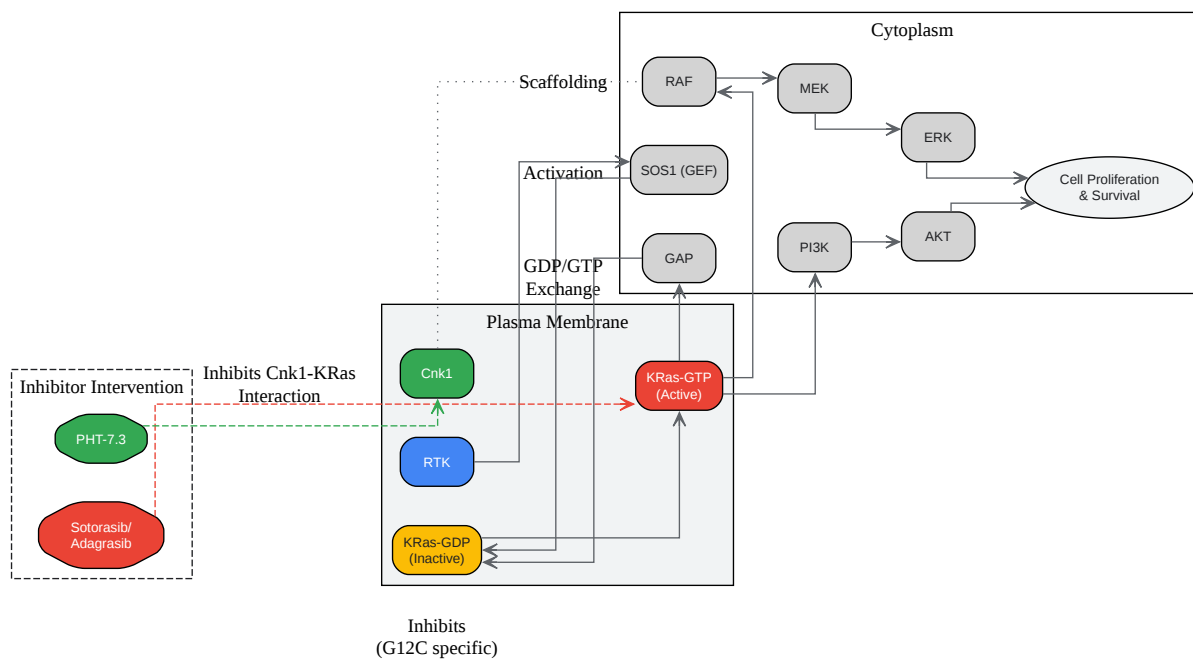 Cytoplasm
Scaffolding
RAF
MEK
ERK
Activation
SOS1 (GEF)
Cell Proliferation
& Survival
PI3K
AKT
GAP
GDP/GTP
Exchange
Plasma Membrane
Cnk1
KRas-GTP
(Active)
Inhibits Cnk1-KRas
Interaction
Inhibitor Intervention
PHT-7.3
RTK
Sotorasib/
Adagrasib
KRas-GDP
(Inactive)
Inhibits
(G12C specific)